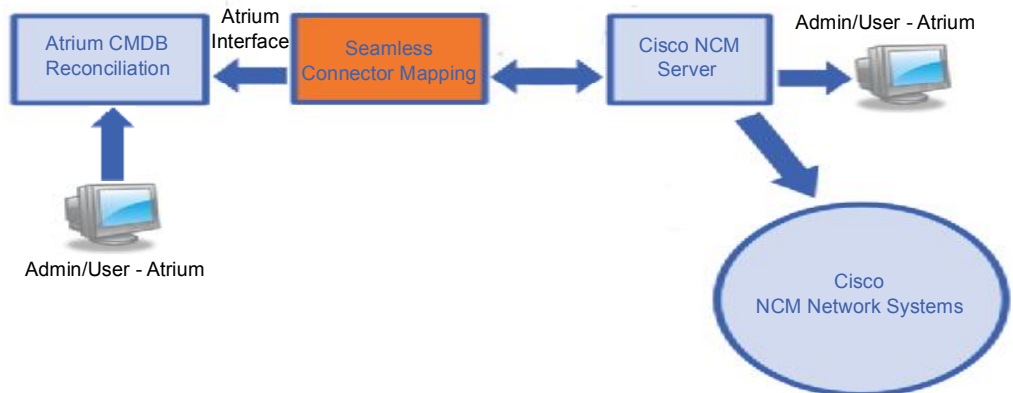 Atrium CMDB
Reconciliation
Atrium
Interface
Seamless
Connector Mapping
Cisco NCM
Server
Admin/User - Atrium
Admin/User - Atrium
Cisco
NCM Network Systems